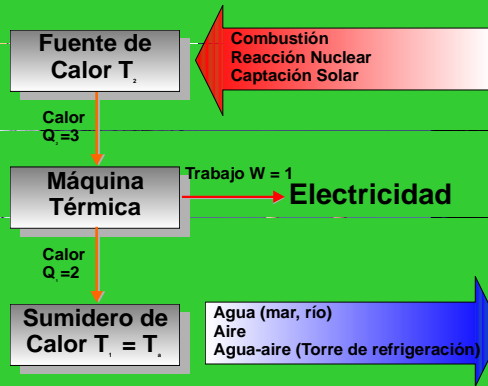 Fuente de
Calor T₂
Combustión
Reacción Nuclear
Captación Solar
Calor
Q₂=3
Máquina
Térmica
Trabajo W = 1
Electricidad
Calor
Q₁=2
Sumidero de
Calor T₁ = Tₐ
Agua (mar, río)
Aire
Agua-aire (Torre de refrigeración)